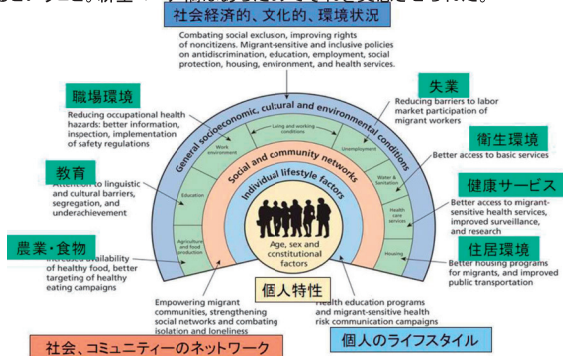 社会経済的、文化的、環境状況
Combating social excluson, improving rights
of noncitizens. Migrant-sensitive and inclusive policies
on antidiscrimination, education, employment, social
protection, housing, environment, and health services.
職場環境
Reducing occupational health
hazards: better information,
inspection, implementation
of safety regulations
失業
Reducing barriers to labor
market participation of
migrant workers
衛生環境
Better access to basic services
教育
Attention to linguistic
and cultural barriers,
segregation, and
underachievement
健康サービス
Better access to migrant-
sensitive health services,
improved surveillance,
and research
農業・食物
Increased availability
of healthy food, better
targeting of healthy
eating campaigns
住居環境
Better housing programs
for migrants, and improved
public transportation
General socioeconomic, cultural and environmental conditions
Living and working
conditions
Work
environment
Unemployment
Education
Water &
Sanitation
Health
care
services
Agriculture
and food
production
Housing
Social and community networks
Individual lifestyle factors
Age, sex and
constitutional
factors
個人特性
Empowering migrant
communities, strengthening
social networks and combating
isolation and loneliness
Health education programs
and migrant-sensitive health
risk communication campaigns
社会、コミュニティーのネットワーク
個人のライフスタイル